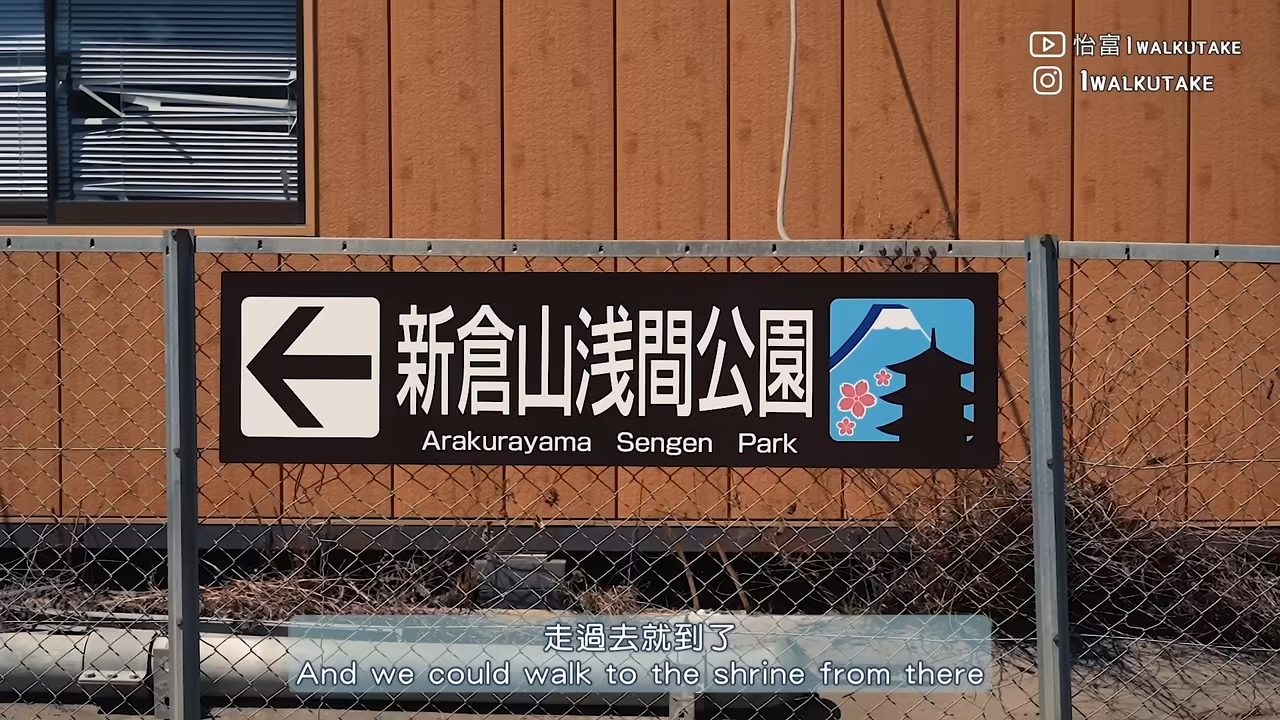 怡富1WALKUTAKE
1WALKUTAKE
新倉山浅間公園
Arakurayama Sengen Park
走過去就到了
And we could walk to the shrine from there